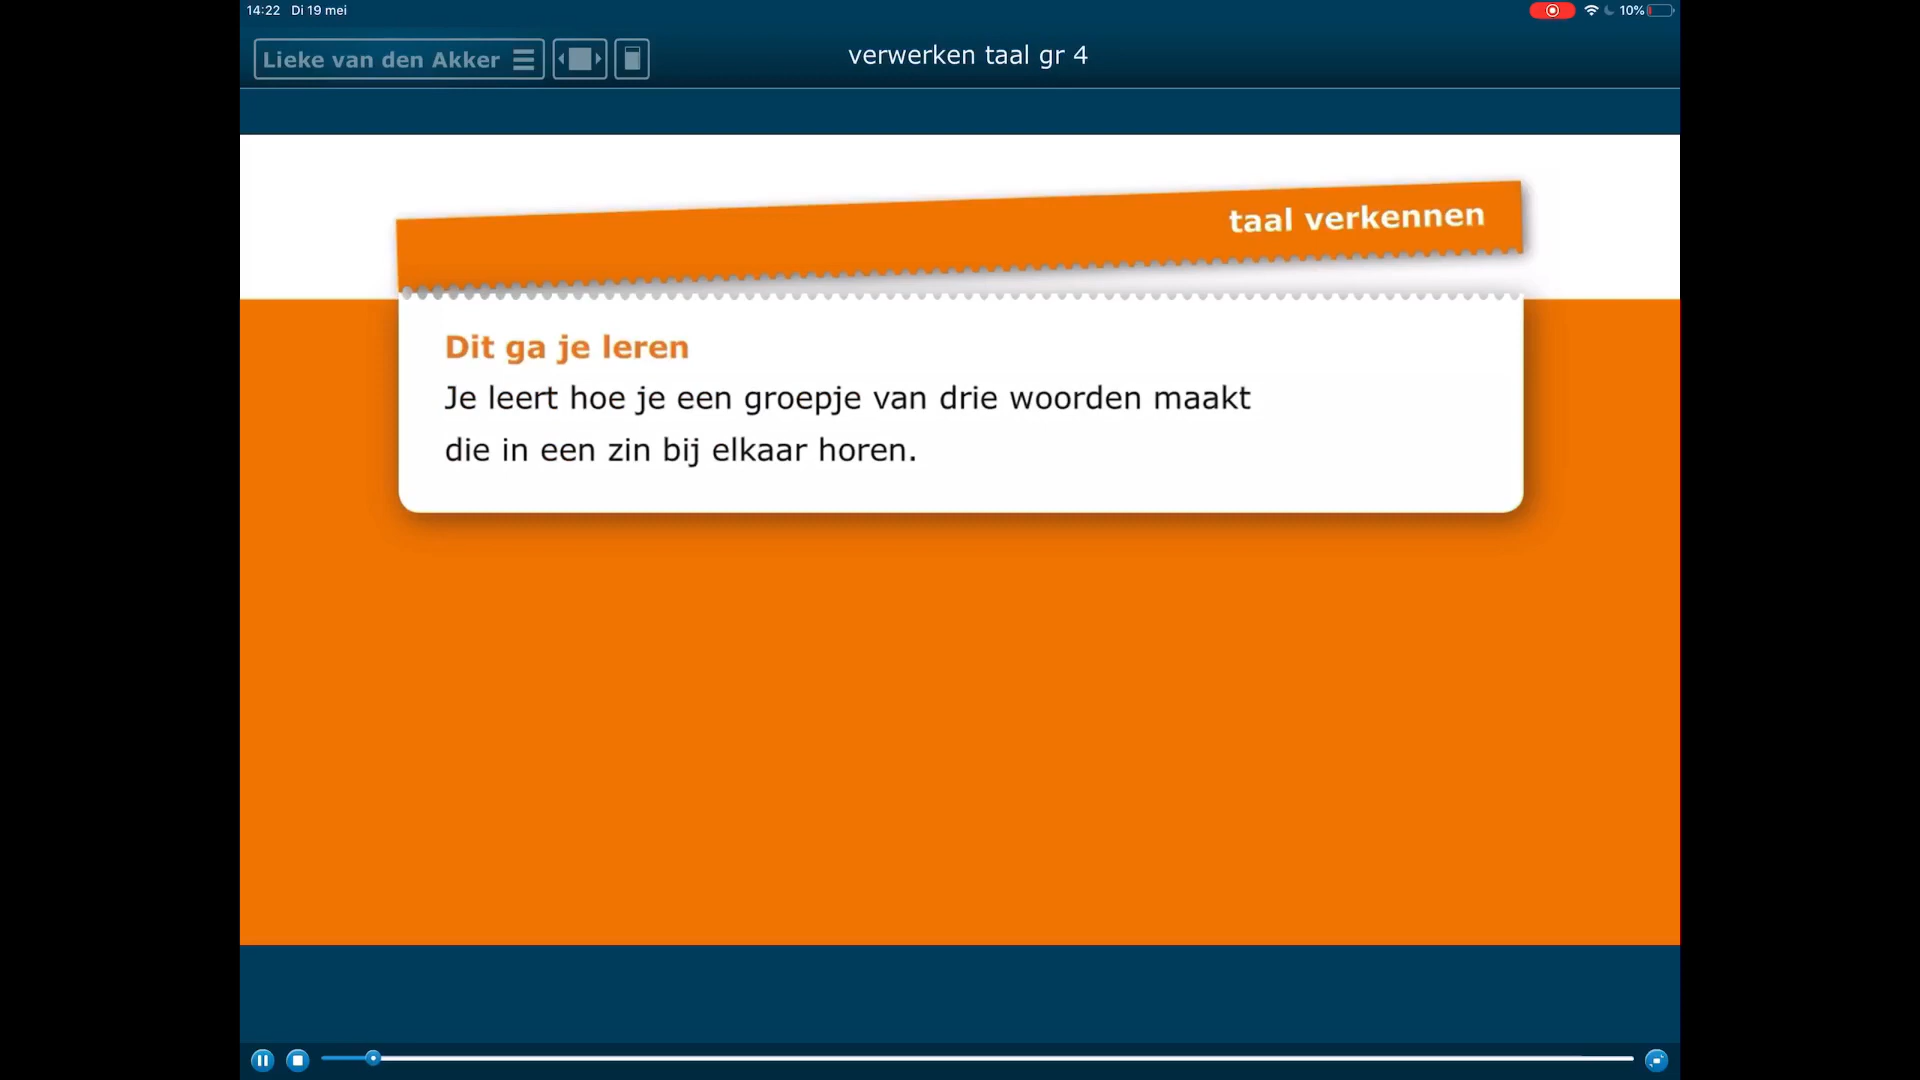 14:22 Di 19 mei 10%
Lieke van den Akker
verwerken taal gr 4
taal verkennen
Dit ga je leren
Je leert hoe je een groepje van drie woorden maakt
die in een zin bij elkaar horen.